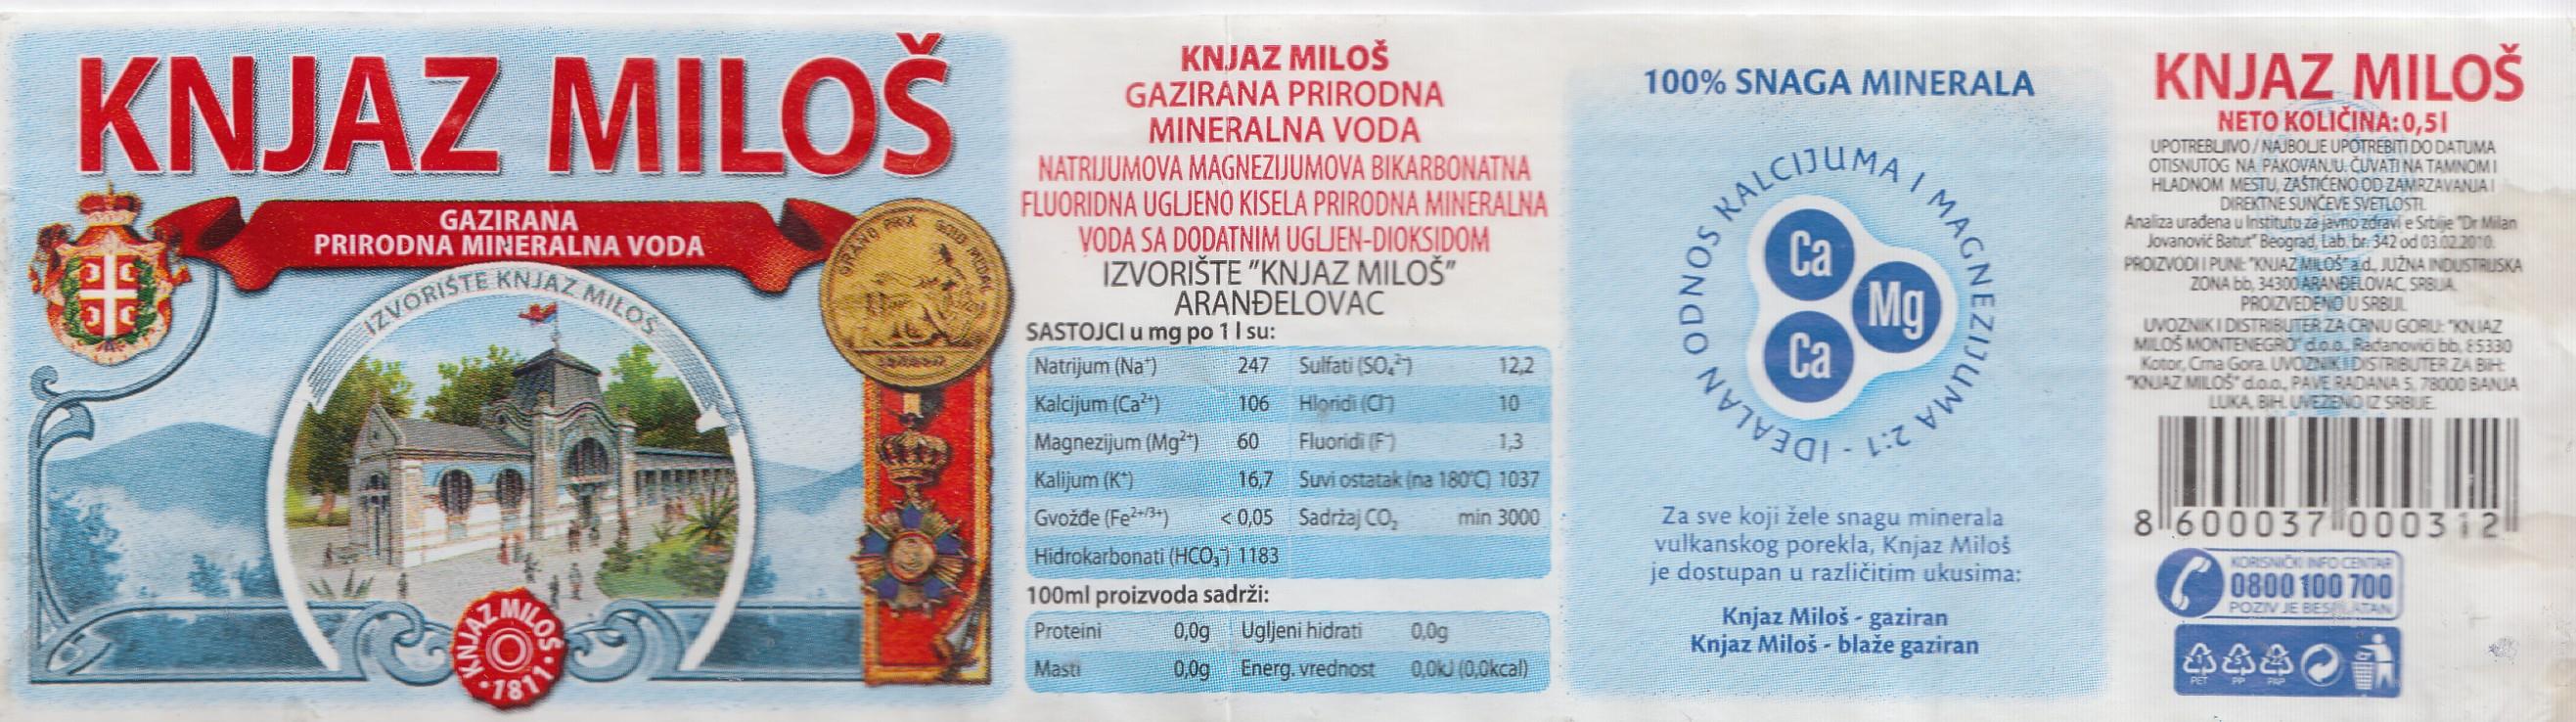 KNJAZ MILOŠ
GAZIRANA
PRIRODNA MINERALNA VODA
IZVORIŠTE KNJAZ MILOŠ
GRAND PRIX GOLD MEDAL
KNJAZ MILOŠ
• 1811 •
KNJAZ MILOŠ
GAZIRANA PRIRODNA
MINERALNA VODA
NATRIJUMOVA MAGNEZIJUMOVA BIKARBONATNA
FLUORIDNA UGLJENO KISELA PRIRODNA MINERALNA
VODA SA DODATNIM UGLJEN-DIOKSIDOM
IZVORIŠTE "KNJAZ MILOŠ"
ARANĐELOVAC
SASTOJCI u mg po 1 l su:
Natrijum (Na⁺) 247 Sulfati (SO₄²⁻) 12,2
Kalcijum (Ca²⁺) 106 Hloridi (Cl⁻) 10
Magnezijum (Mg²⁺) 60 Fluoridi (F⁻) 1,3
Kalijum (K⁺) 16,7 Suvi ostatak (na 180°C) 1037
Gvožđe (Fe²⁺/³⁺) < 0,05 Sadržaj CO₂ min 3000
Hidrokarbonati (HCO₃⁻) 1183
100ml proizvoda sadrži:
Proteini 0,0g Ugljeni hidrati 0,0g
Masti 0,0g Energ. vrednost 0,0kJ (0,0kcal)
100% SNAGA MINERALA
IDEALAN ODNOS KALCIJUMA I MAGNEZIJUMA 2:1 -
Ca
Mg
Ca
Za sve koji žele snagu minerala
vulkanskog porekla, Knjaz Miloš
je dostupan u različitim ukusima:
Knjaz Miloš - gaziran
Knjaz Miloš - blaže gaziran
KNJAZ MILOŠ
NETO KOLIČINA: 0,5 l
UPOTREBLJIVO / NAJBOLJE UPOTREBITI DO DATUMA
OTISNUTOG NA PAKOVANJU. ČUVATI NA TAMNOM I
HLADNOM MESTU, ZAŠTIĆENO OD ZAMRZAVANJA I
DIREKTNE SUNČEVE SVETLOSTI.
Analiza urađena u Institutu za javno zdravlje Srbije "Dr Milan
Jovanović Batut" Beograd, Lab. br. 342 od 03.02.2010.
PROIZVODI I PUNI: "KNJAZ MILOŠ" a.d., JUŽNA INDUSTRIJSKA
ZONA bb, 34300 ARANĐELOVAC, SRBIJA.
PROIZVEDENO U SRBIJI.
UVOZNIK I DISTRIBUTER ZA CRNU GORU: "KNJAZ
MILOŠ MONTENEGRO" d.o.o., Radanovići bb, 85330
Kotor, Crna Gora. UVOZNIK I DISTRIBUTER ZA BiH:
"KNJAZ MILOŠ" d.o.o., PAVE RADANA 5, 78000 BANJA
LUKA, BiH. UVEZENO IZ SRBIJE.
8 600037 000312
KORISNIČKI INFO CENTAR
0800 100 700
POZIV JE BESPLATAN
PET PP PAP